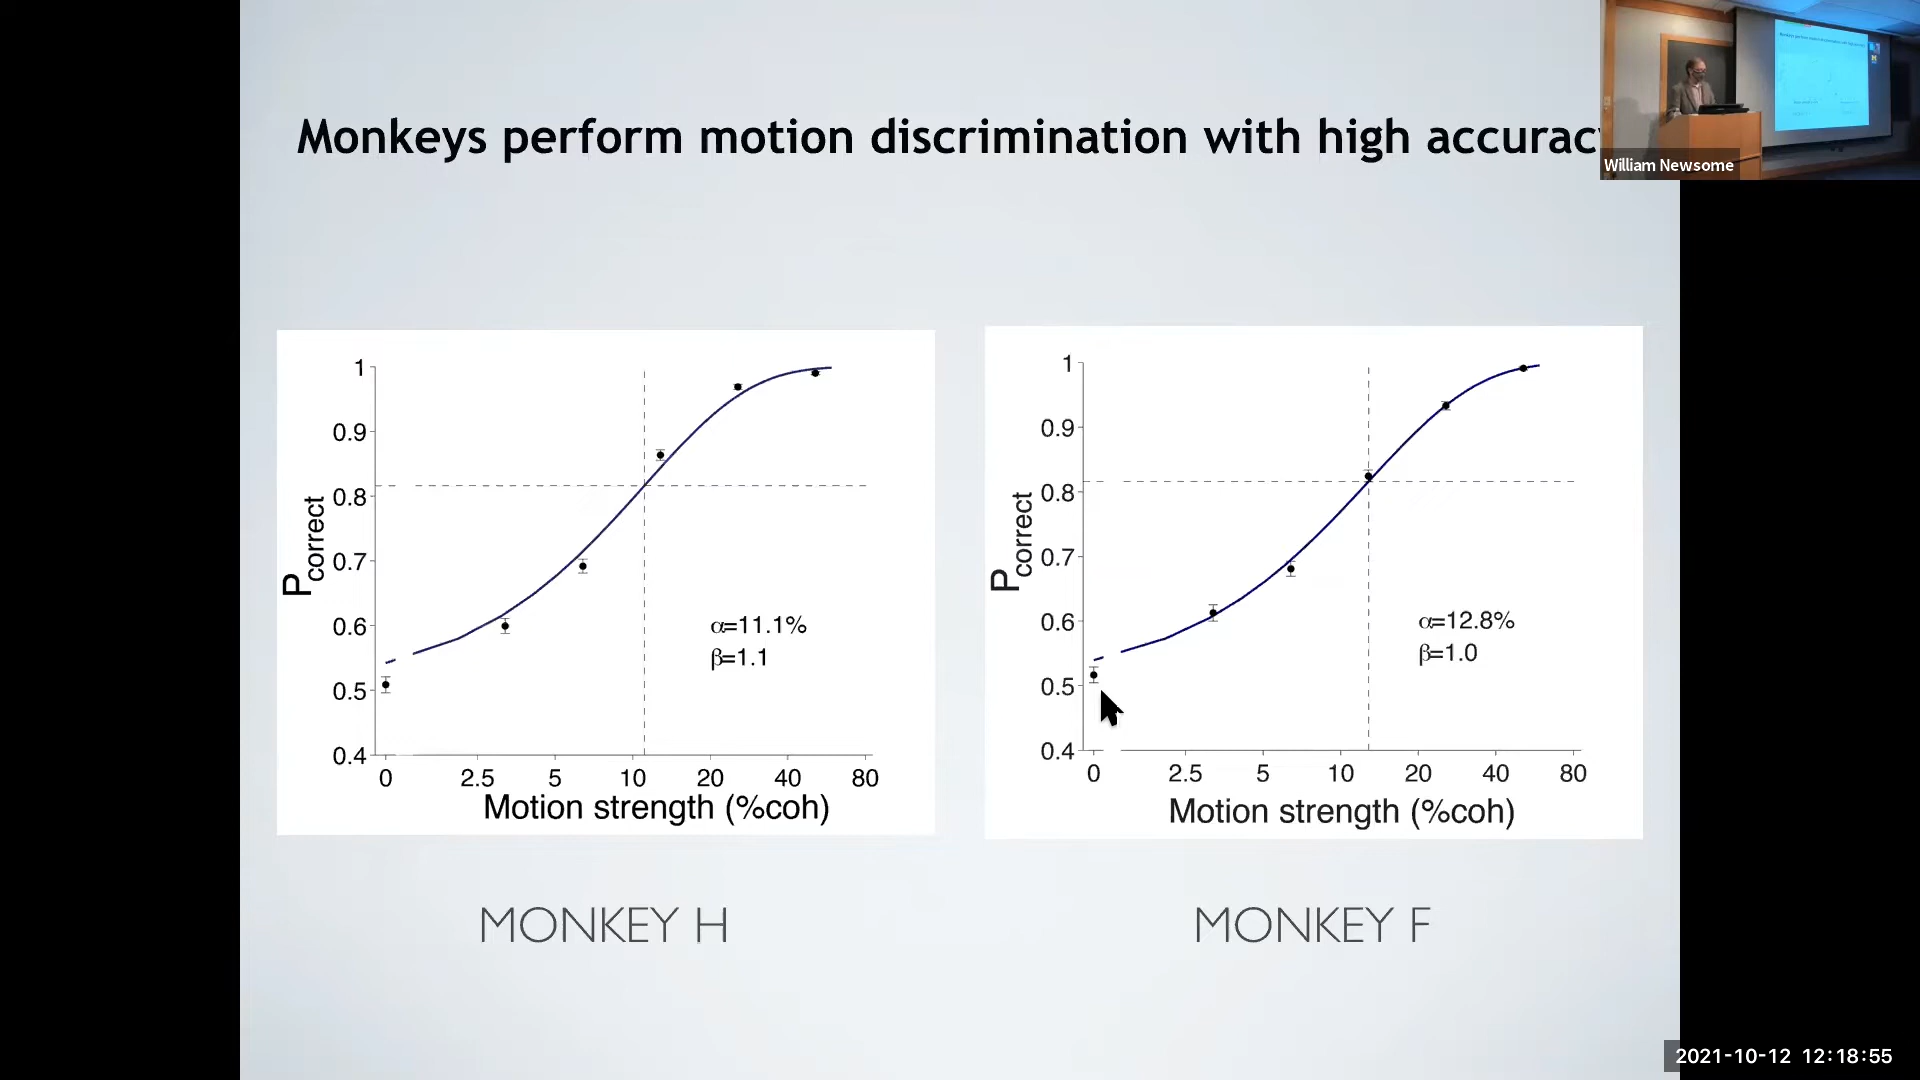 Monkeys perform motion discrimination with high accurac
William Newsome
1
0.9
0.8
0.7
0.6
0.5
0.4
Pcorrect
α=11.1%
β=1.1
0 2.5 5 10 20 40 80
Motion strength (%coh)
MONKEY H
1
0.9
0.8
0.7
0.6
0.5
0.4
Pcorrect
α=12.8%
β=1.0
0 2.5 5 10 20 40 80
Motion strength (%coh)
MONKEY F
2021-10-12 12:18:55